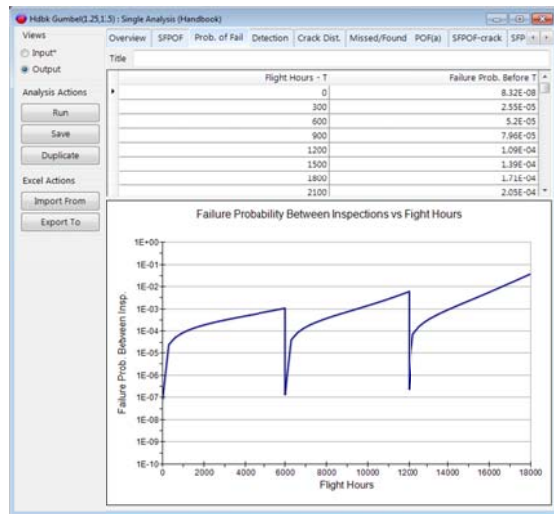 Hdbk Gumbel(1.25,1.5) : Single Analysis (Handbook)
Views
Input*
Output
Analysis Actions
Run
Save
Duplicate
Excel Actions
Import From
Export To
Overview SFPOF Prob. of Fail Detection Crack Dist. Missed/Found POF(a) SFPOF-crack SFP
Title
Flight Hours - T Failure Prob. Before T
0 8.32E-08
300 2.55E-05
600 5.2E-05
900 7.96E-05
1200 1.09E-04
1500 1.39E-04
1800 1.71E-04
2100 2.05E-04
Failure Probability Between Inspections vs Fight Hours
Failure Prob. Between Insp.
1E+00
1E-01
1E-02
1E-03
1E-04
1E-05
1E-06
1E-07
1E-08
1E-09
1E-10
0 2000 4000 6000 8000 10000 12000 14000 16000 18000
Flight Hours